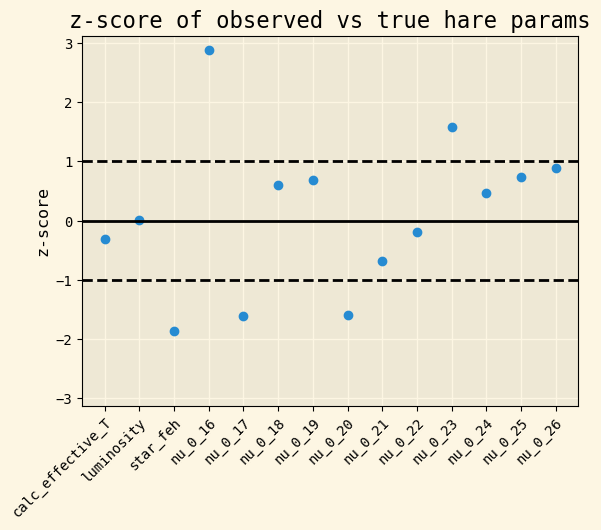 z-score of observed vs true hare params
z-score
3
2
1
0
−1
−2
−3
calc_effective_T
luminosity
star_feh
nu_0_16
nu_0_17
nu_0_18
nu_0_19
nu_0_20
nu_0_21
nu_0_22
nu_0_23
nu_0_24
nu_0_25
nu_0_26